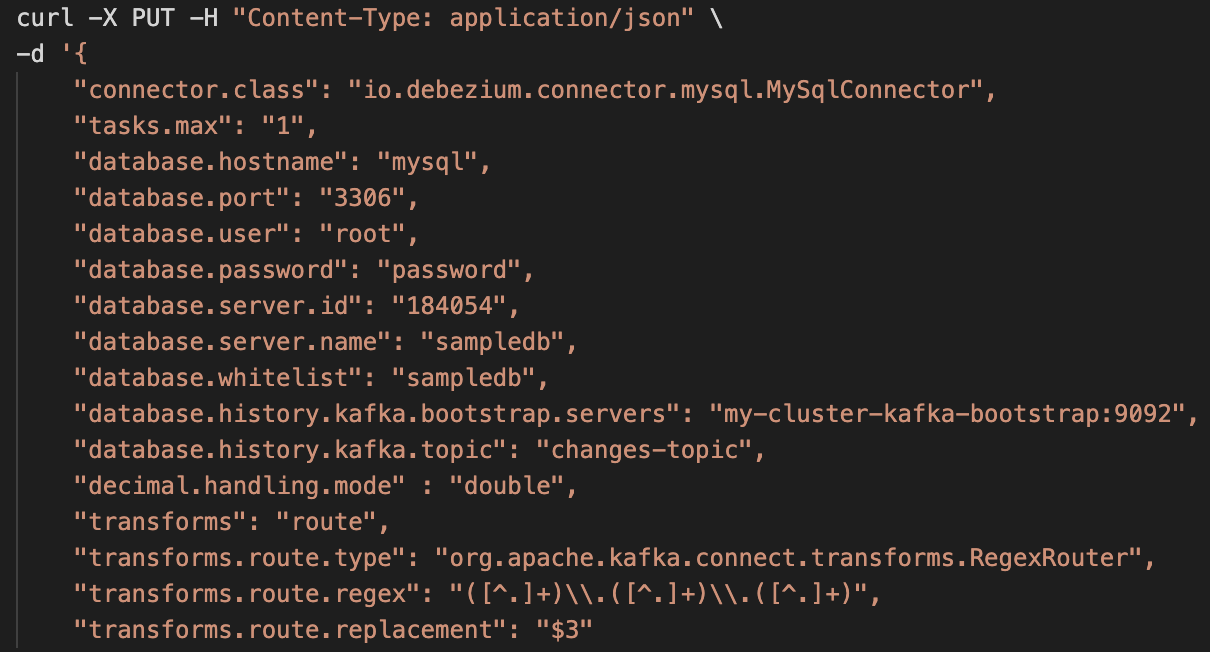 curl -X PUT -H "Content-Type: application/json" \
-d '{
"connector.class": "io.debezium.connector.mysql.MySqlConnector",
"tasks.max": "1",
"database.hostname": "mysql",
"database.port": "3306",
"database.user": "root",
"database.password": "password",
"database.server.id": "184054",
"database.server.name": "sampledb",
"database.whitelist": "sampledb",
"database.history.kafka.bootstrap.servers": "my-cluster-kafka-bootstrap:9092",
"database.history.kafka.topic": "changes-topic",
"decimal.handling.mode" : "double",
"transforms": "route",
"transforms.route.type": "org.apache.kafka.connect.transforms.RegexRouter",
"transforms.route.regex": "([^.]+)\\.([^.]+)\\.([^.]+)",
"transforms.route.replacement": "$3"